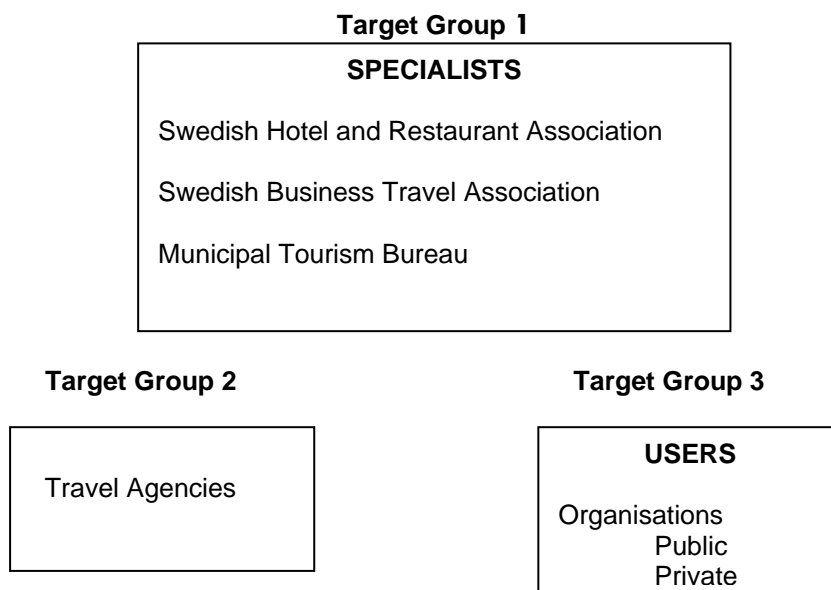 Target Group 1
SPECIALISTS
Swedish Hotel and Restaurant Association
Swedish Business Travel Association
Municipal Tourism Bureau
Target Group 2
Travel Agencies
Target Group 3
USERS
Organisations
Public
Private